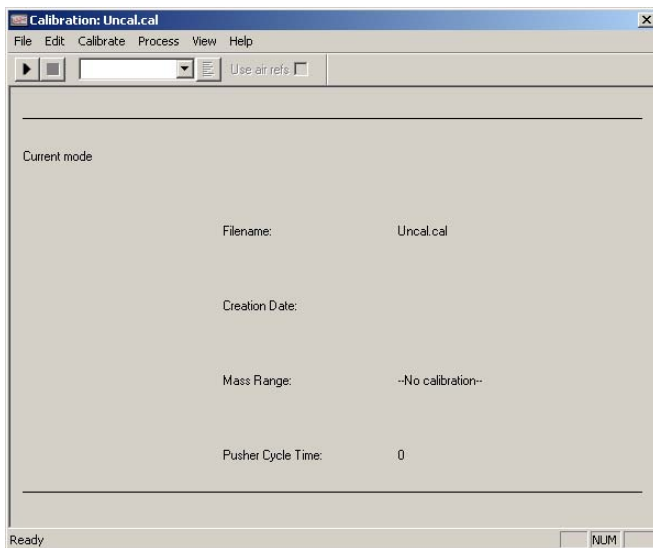 Calibration: Uncal.cal
File Edit Calibrate Process View Help
Use air refs
Current mode
Filename: Uncal.cal
Creation Date:
Mass Range: --No calibration--
Pusher Cycle Time: 0
Ready NUM